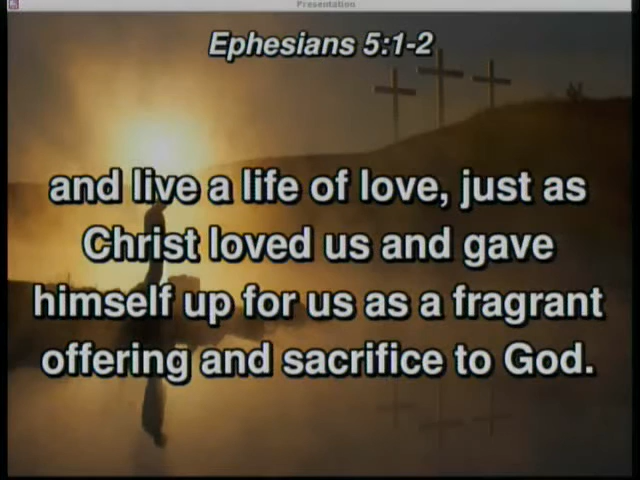 Presentation
Ephesians 5:1-2
and live a life of love, just as
Christ loved us and gave
himself up for us as a fragrant
offering and sacrifice to God.